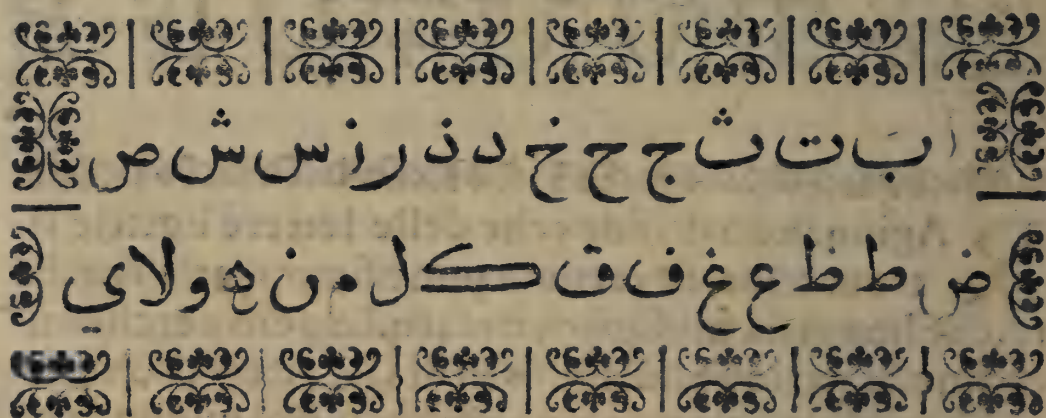 ا ب ت ث ج ح خ د ذ ر ز س ش ص
ض ط ظ ع غ ف ق ك ل م ن ه و لا ي